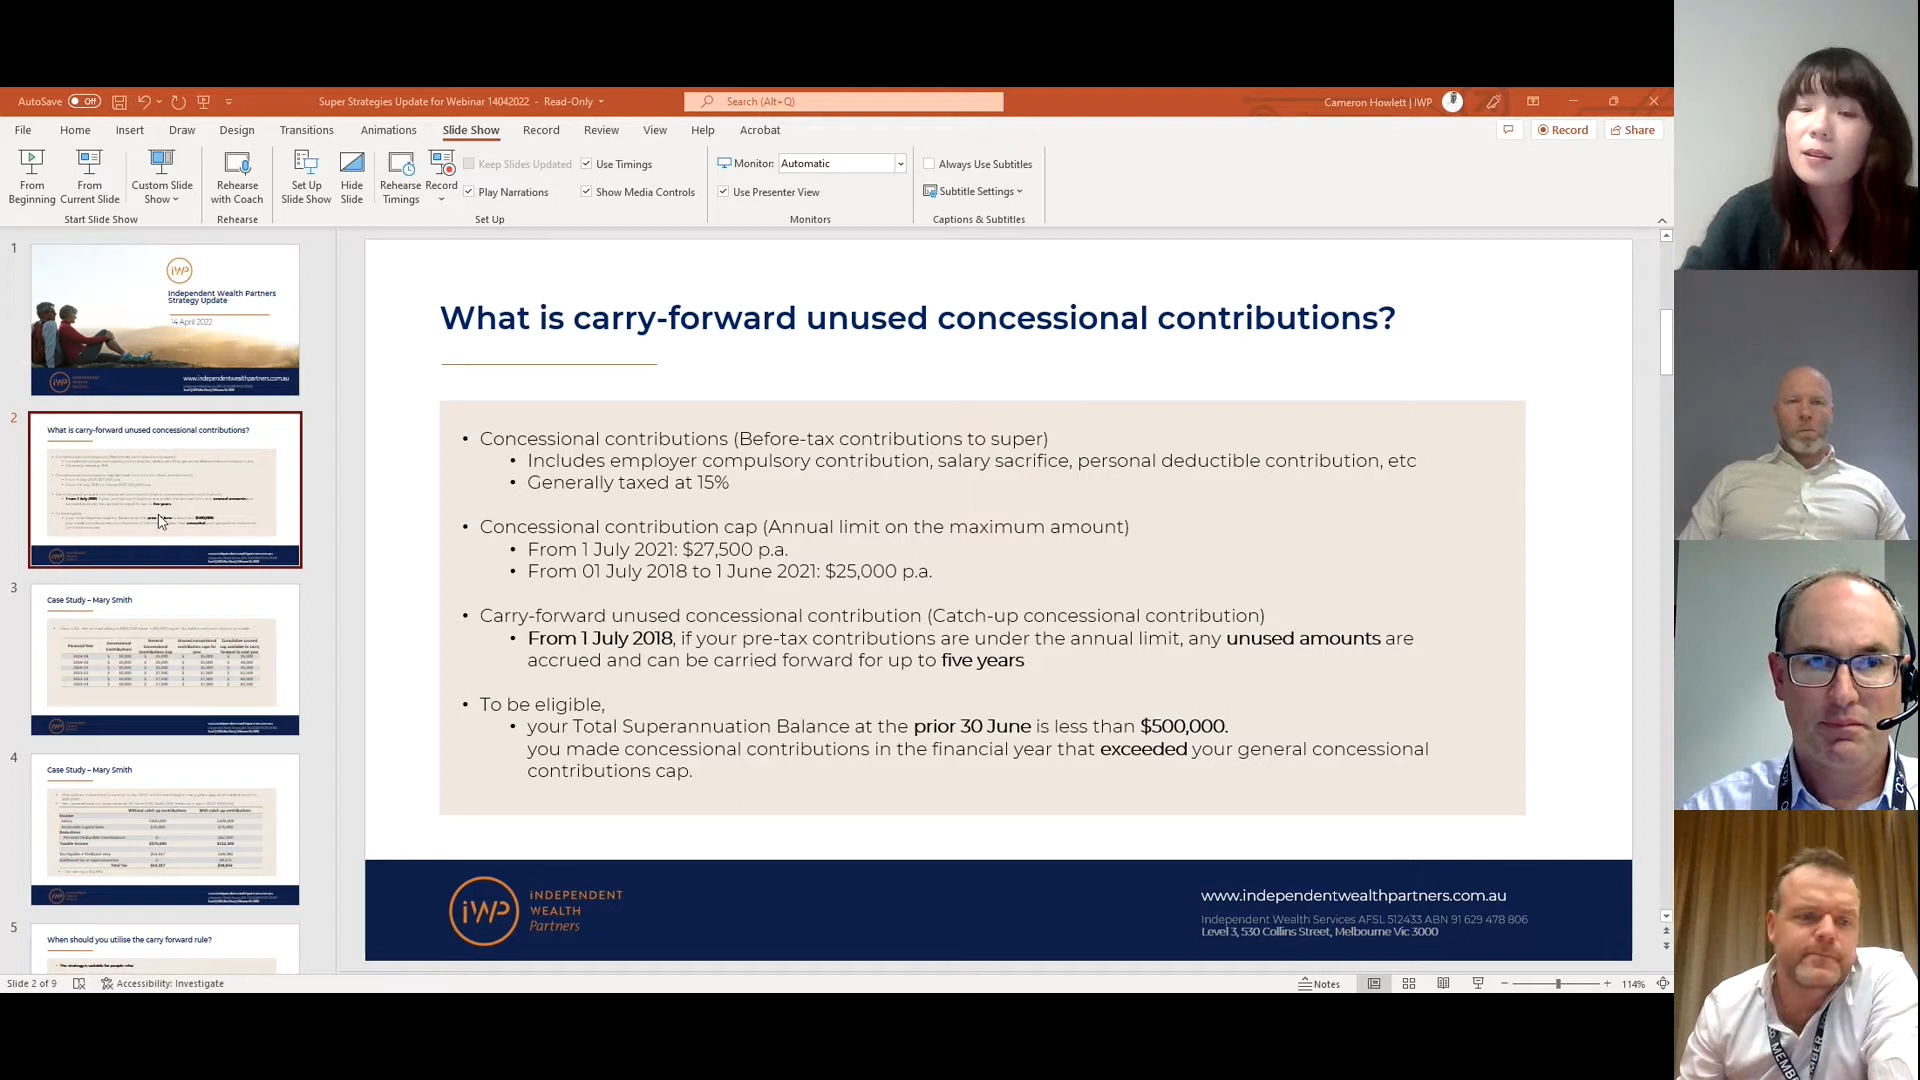 AutoSave Off
Super Strategies Update for Webinar 14042022 - Read-Only
Search (Alt+Q)
Cameron Howlett | IWP
File Home Insert Draw Design Transitions Animations Slide Show Record Review View Help Acrobat
Record Share
From Beginning
From Current Slide
Custom Slide Show
Start Slide Show
Rehearse with Coach
Rehearse
Set Up Slide Show
Hide Slide
Rehearse Timings
Record
Keep Slides Updated
Use Timings
Play Narrations
Show Media Controls
Set Up
Monitor: Automatic
Use Presenter View
Monitors
Always Use Subtitles
Subtitle Settings
Captions & Subtitles
1
iWP
Independent Wealth Partners
Strategy Update
14 April 2022
www.independentwealthpartners.com.au
2
What is carry-forward unused concessional contributions?
3
Case Study – Mary Smith
4
Case Study – Mary Smith
5
When should you utilise the carry forward rule?
What is carry-forward unused concessional contributions?
• Concessional contributions (Before-tax contributions to super)
• Includes employer compulsory contribution, salary sacrifice, personal deductible contribution, etc
• Generally taxed at 15%
• Concessional contribution cap (Annual limit on the maximum amount)
• From 1 July 2021: $27,500 p.a.
• From 01 July 2018 to 1 June 2021: $25,000 p.a.
• Carry-forward unused concessional contribution (Catch-up concessional contribution)
• From 1 July 2018, if your pre-tax contributions are under the annual limit, any unused amounts are
accrued and can be carried forward for up to five years
• To be eligible,
• your Total Superannuation Balance at the prior 30 June is less than $500,000.
you made concessional contributions in the financial year that exceeded your general concessional
contributions cap.
iWP
INDEPENDENT
WEALTH
Partners
www.independentwealthpartners.com.au
Independent Wealth Services AFSL 512433 ABN 91 629 478 806
Level 3, 530 Collins Street, Melbourne Vic 3000
Slide 2 of 9
Accessibility: Investigate
Notes
114%